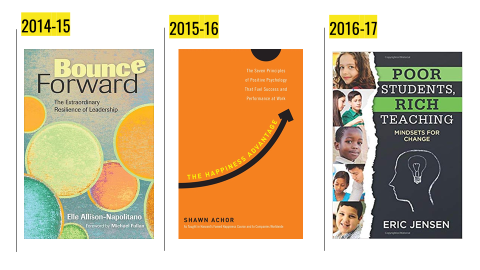 2014-15
2015-16
2016-17
Bounce
Forward
The Extraordinary
Resilience of Leadership
Elle Allison-Napolitano
Foreword by Michael Fullan
The Seven Principles
of Positive Psychology
That Fuel Success and
Performance at Work
THE HAPPINESS ADVANTAGE
SHAWN ACHOR
POOR
STUDENTS,
RICH
TEACHING
MINDSETS FOR
CHANGE
ERIC JENSEN